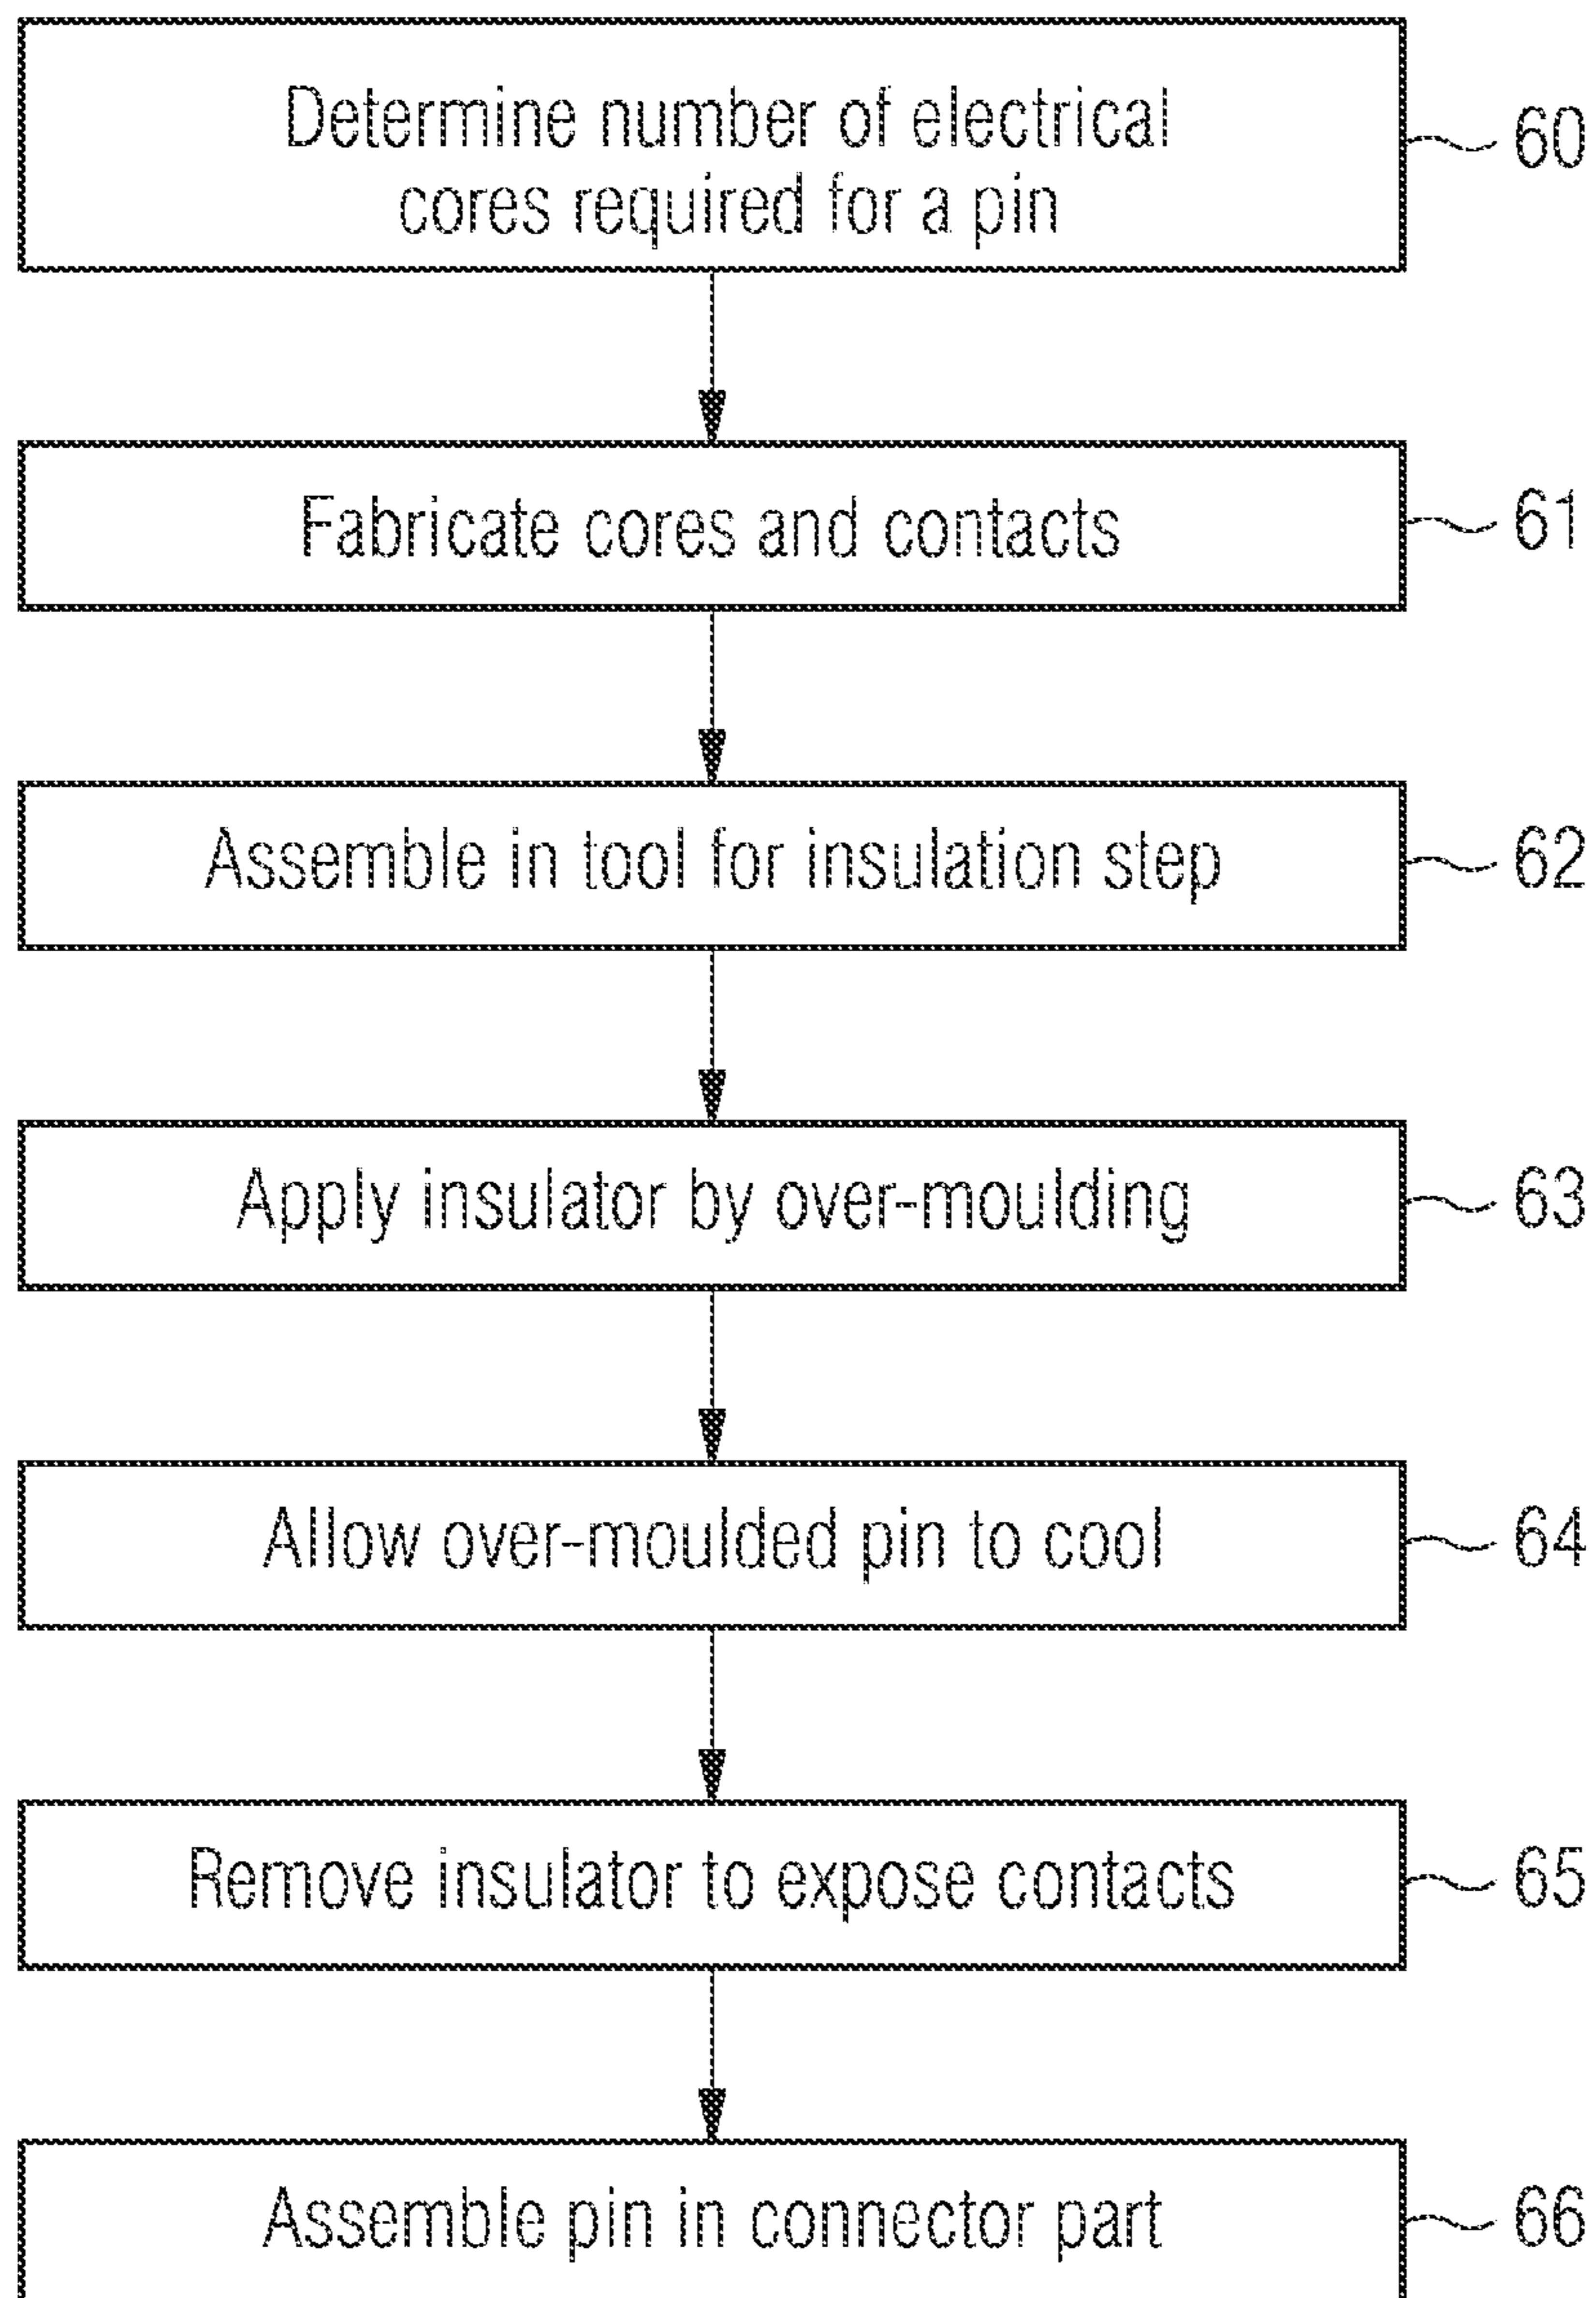 Determine number of electrical
cores required for a pin
60
Fabricate cores and contacts
61
Assemble in tool for insulation step
62
Apply insulator by over-moulding
63
Allow over-moulded pin to cool
64
Remove insulator to expose contacts
65
Assemble pin in connector part
66